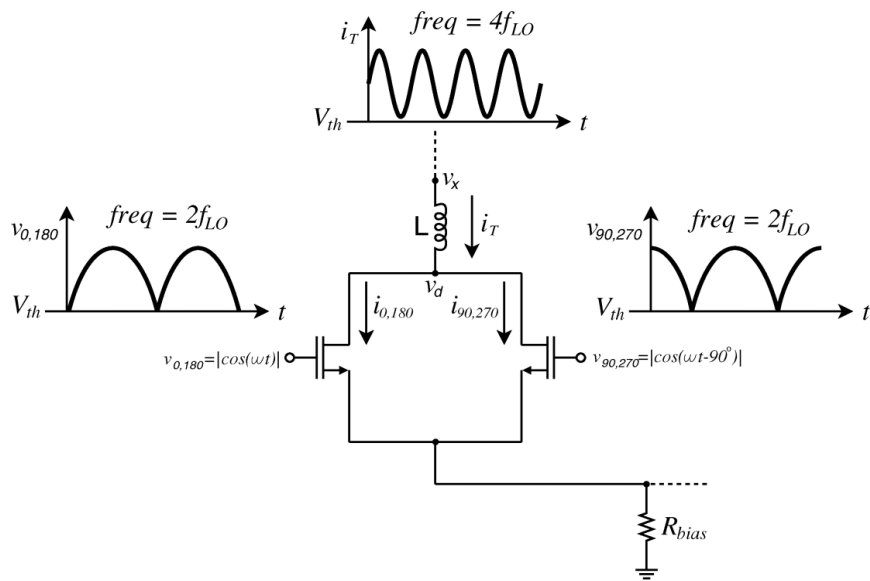 freq = 4f_LO
i_T
V_th
t
v_x
freq = 2f_LO
v_0,180
L
i_T
freq = 2f_LO
v_90,270
V_th
t
v_d
i_0,180
i_90,270
V_th
t
v_0,180=|cos(ωt)|
v_90,270=|cos(ωt-90°)|
R_bias